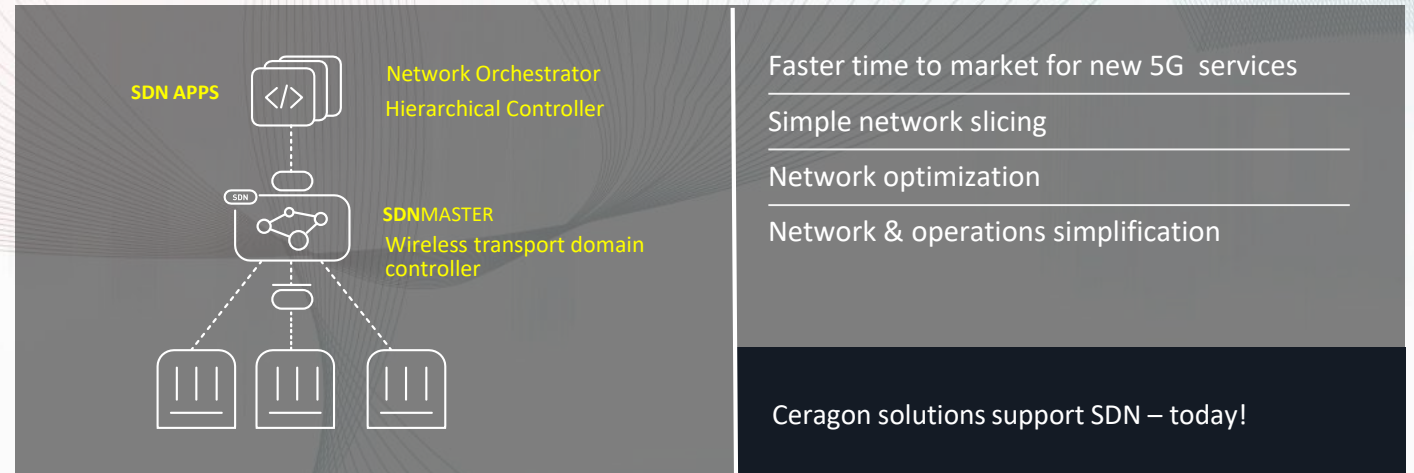 SDN APPS
Network Orchestrator
Hierarchical Controller
SDN
SDNMASTER
Wireless transport domain
controller
Faster time to market for new 5G services
Simple network slicing
Network optimization
Network & operations simplification
Ceragon solutions support SDN – today!